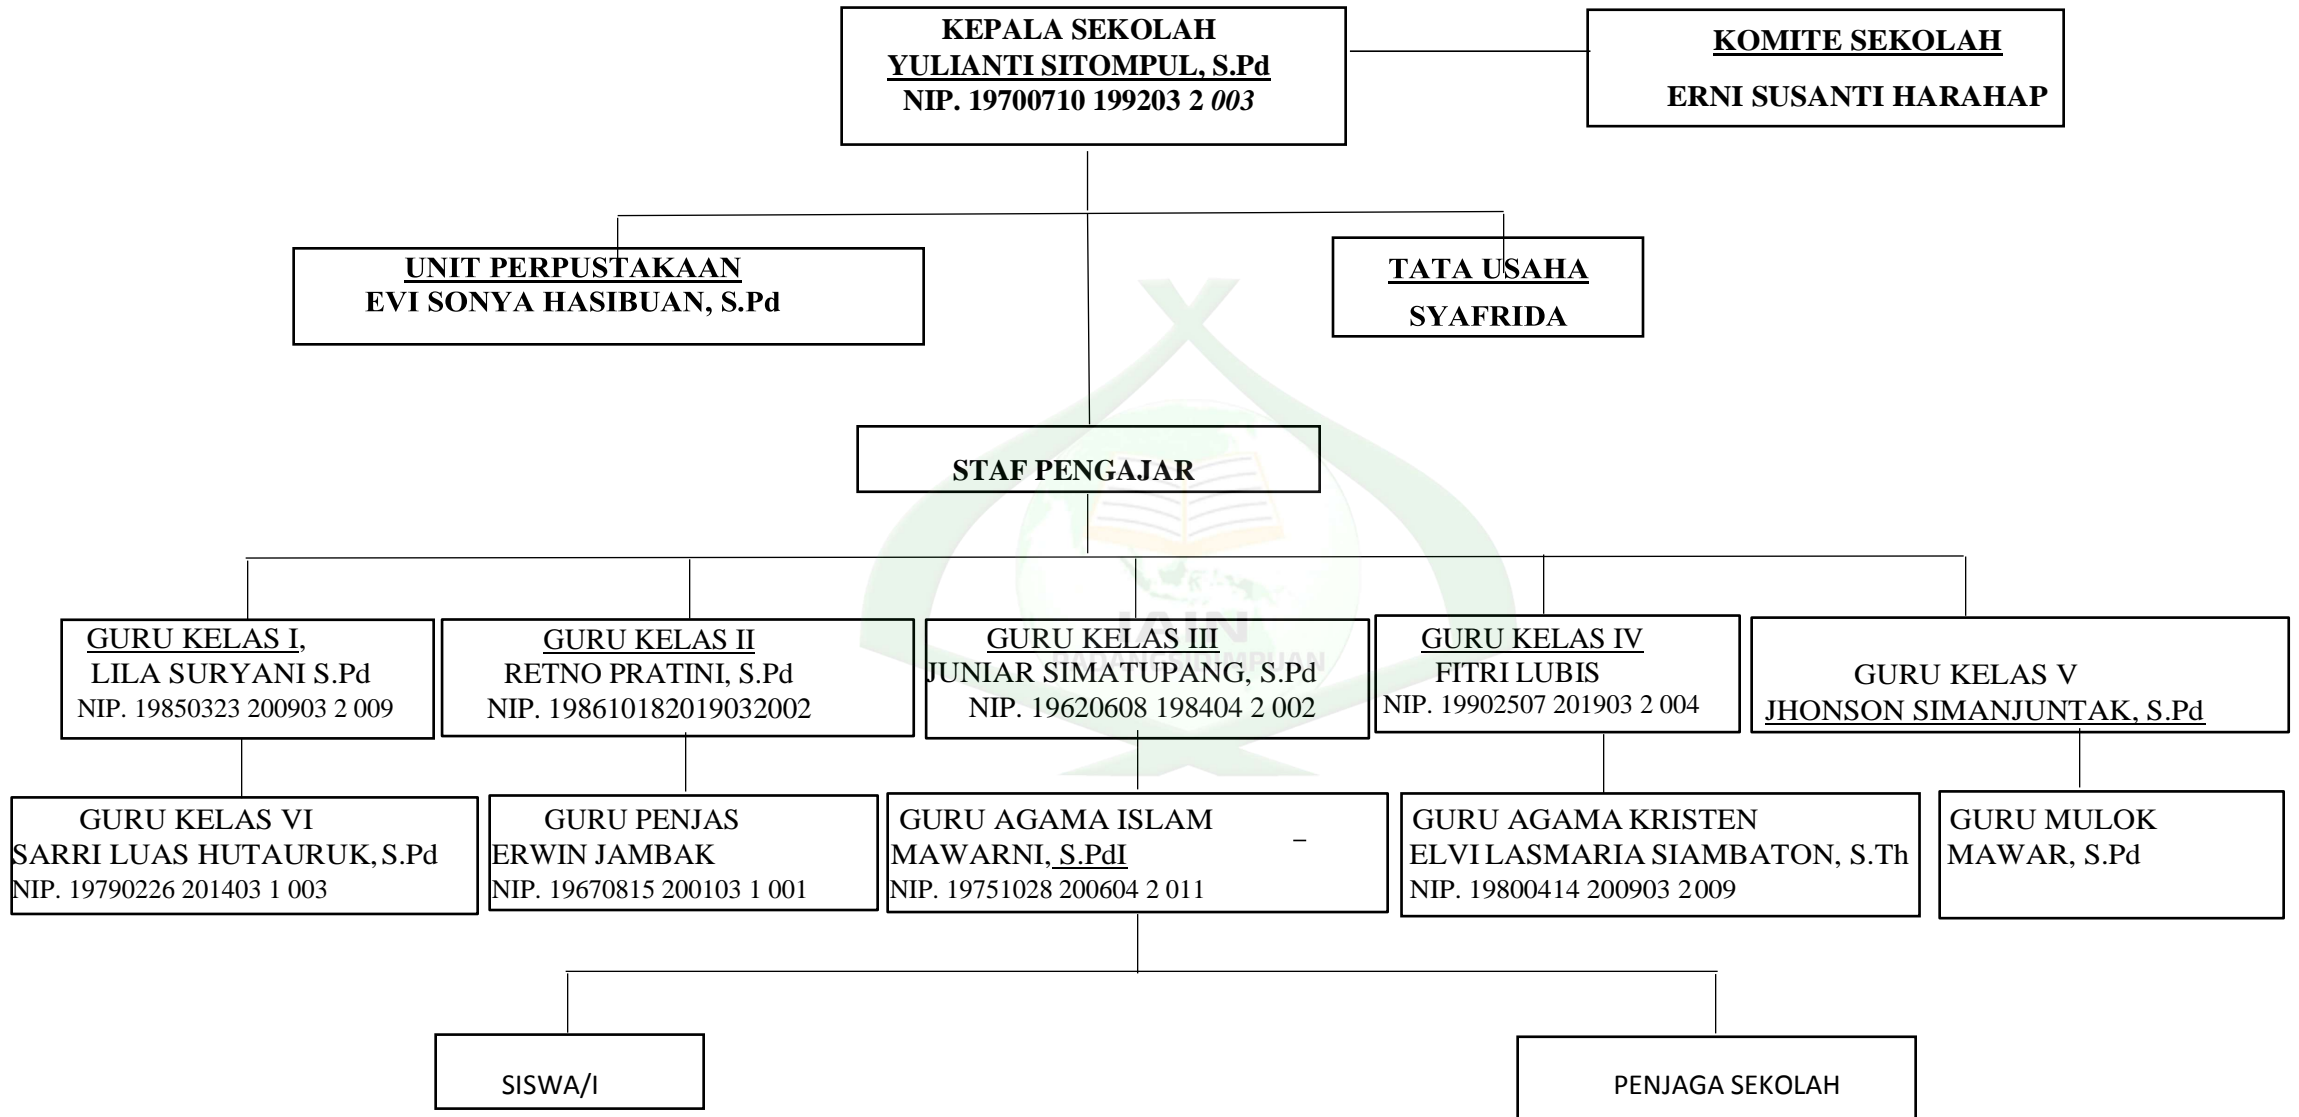 KEPALA SEKOLAH
YULIANTI SITOMPUL, S.Pd
NIP. 19700710 199203 2 003
KOMITE SEKOLAH
ERNI SUSANTI HARAHAP
UNIT PERPUSTAKAAN
EVI SONYA HASIBUAN, S.Pd
TATA USAHA
SYAFRIDA
STAF PENGAJAR
IAIN
PADANGSIDIMPUAN
GURU KELAS I,
LILA SURYANI S.Pd
NIP. 19850323 200903 2 009
GURU KELAS II
RETNO PRATINI, S.Pd
NIP. 198610182019032002
GURU KELAS III
JUNIAR SIMATUPANG, S.Pd
NIP. 19620608 198404 2 002
GURU KELAS IV
FITRI LUBIS
NIP. 19902507 201903 2 004
GURU KELAS V
JHONSON SIMANJUNTAK, S.Pd
GURU KELAS VI
SARRI LUAS HUTAURUK, S.Pd
NIP. 19790226 201403 1 003
GURU PENJAS
ERWIN JAMBAK
NIP. 19670815 200103 1 001
GURU AGAMA ISLAM
MAWARNI, S.PdI
NIP. 19751028 200604 2 011
GURU AGAMA KRISTEN
ELVI LASMARIA SIAMBATON, S.Th
NIP. 19800414 200903 2 009
GURU MULOK
MAWAR, S.Pd
SISWA/I
PENJAGA SEKOLAH